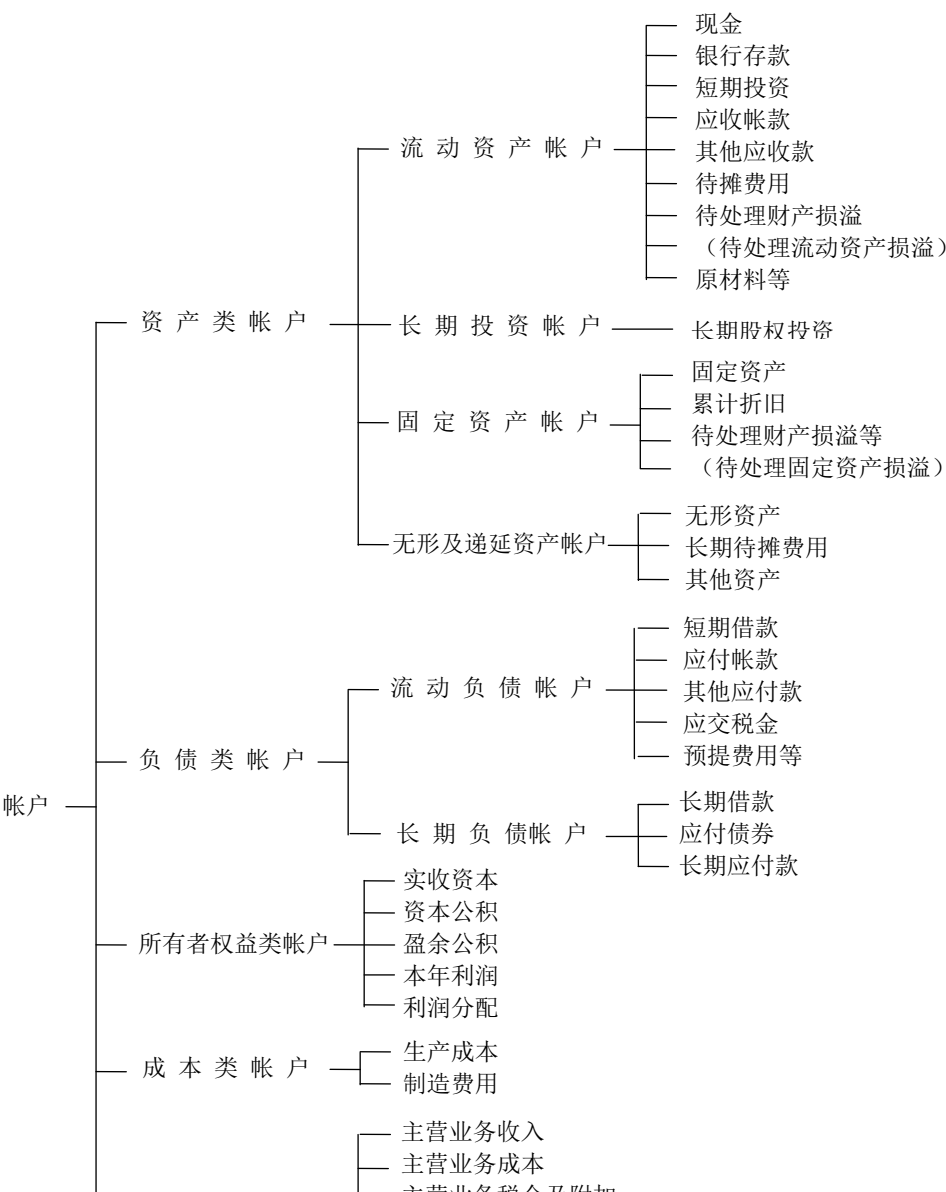 现金
银行存款
短期投资
应收帐款
流动资产帐户
其他应收款
待摊费用
待处理财产损溢
（待处理流动资产损溢）
原材料等
资产类帐户
长期投资帐户
长期股权投资
固定资产
累计折旧
固定资产帐户
待处理财产损溢等
（待处理固定资产损溢）
无形资产
无形及递延资产帐户
长期待摊费用
其他资产
短期借款
应付帐款
流动负债帐户
其他应付款
应交税金
预提费用等
负债类帐户
帐户
长期借款
长期负债帐户
应付债券
长期应付款
实收资本
资本公积
所有者权益类帐户
盈余公积
本年利润
利润分配
成本类帐户
生产成本
制造费用
主营业务收入
主营业务成本
主营业务税金及附加